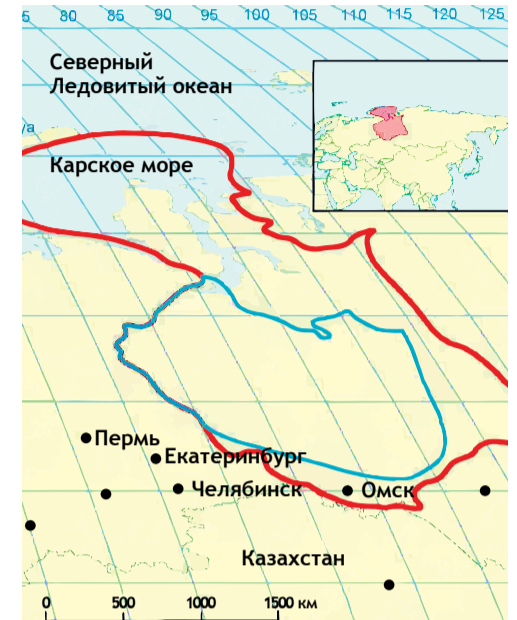 5 80 85 90 95 100 105 110 115 120 125
Северный
Ледовитый океан
ya
Карское море
Пермь
Екатеринбург
Челябинск
Омск
Казахстан
0 500 1000 1500 км